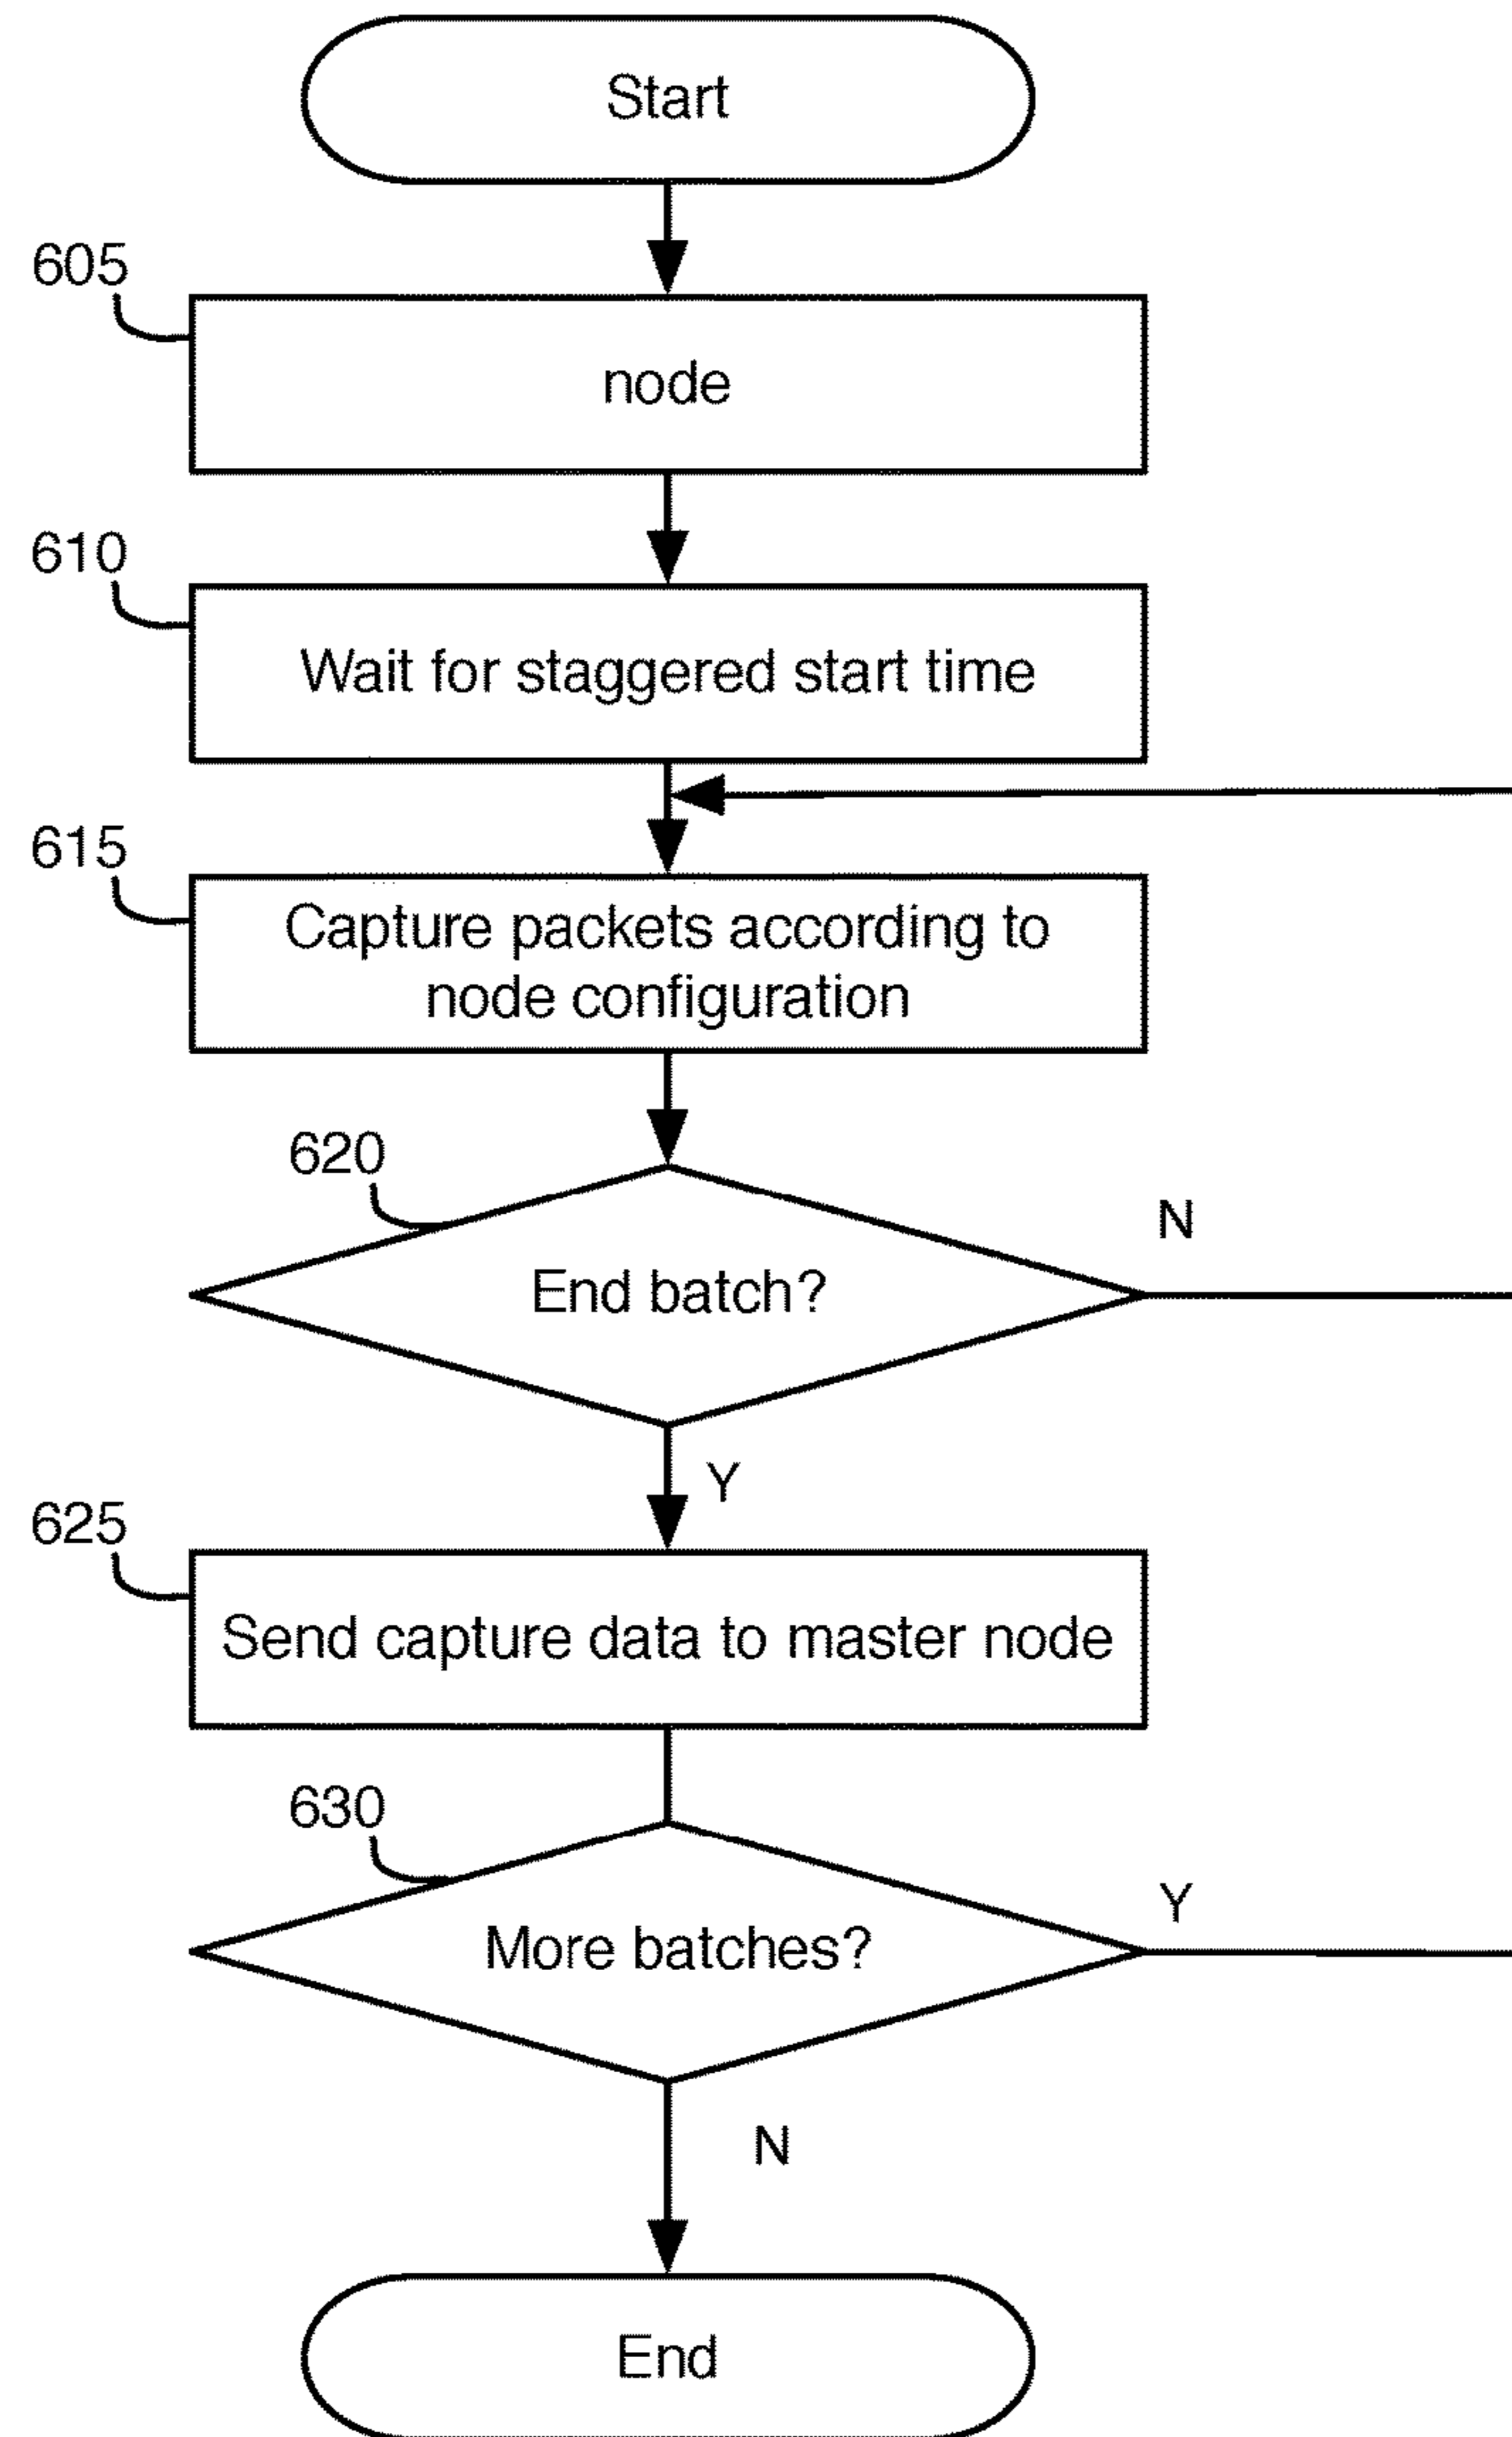 Start
605
node
610
Wait for staggered start time
615
Capture packets according to
node configuration
620
End batch?
N
Y
625
Send capture data to master node
630
More batches?
Y
N
End